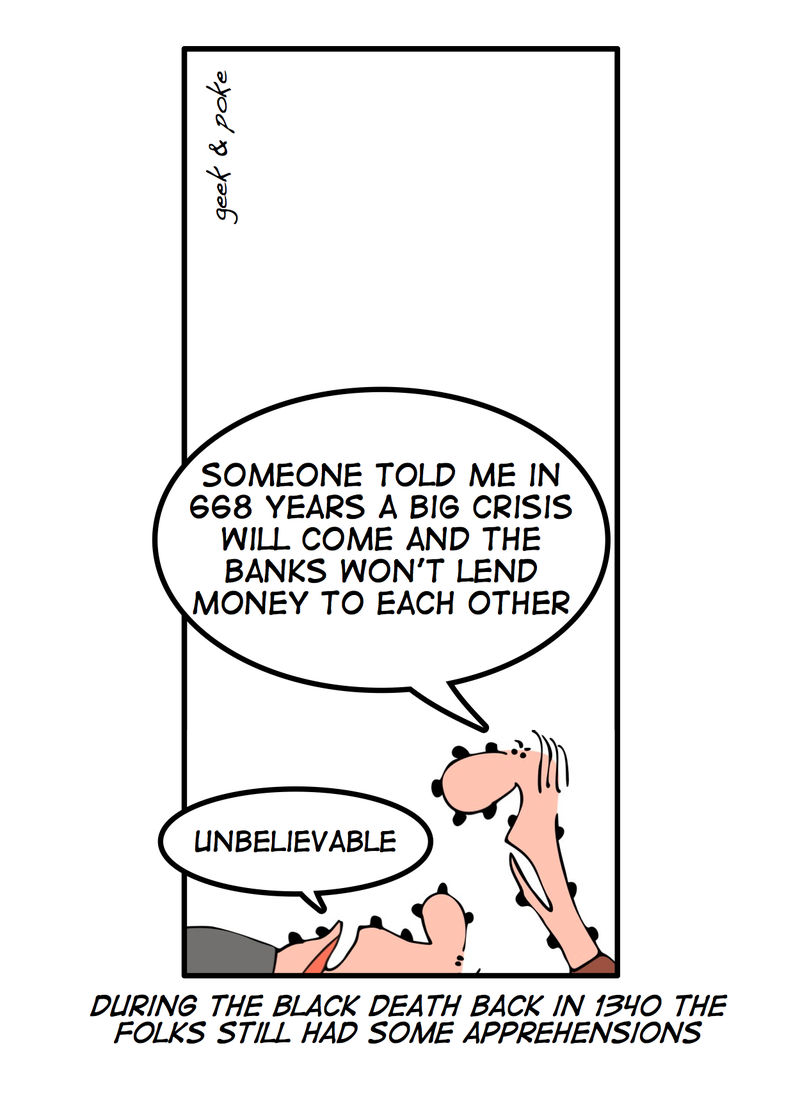 geek & poke
SOMEONE TOLD ME IN
668 YEARS A BIG CRISIS
WILL COME AND THE
BANKS WON'T LEND
MONEY TO EACH OTHER
UNBELIEVABLE
DURING THE BLACK DEATH BACK IN 1340 THE
FOLKS STILL HAD SOME APPREHENSIONS